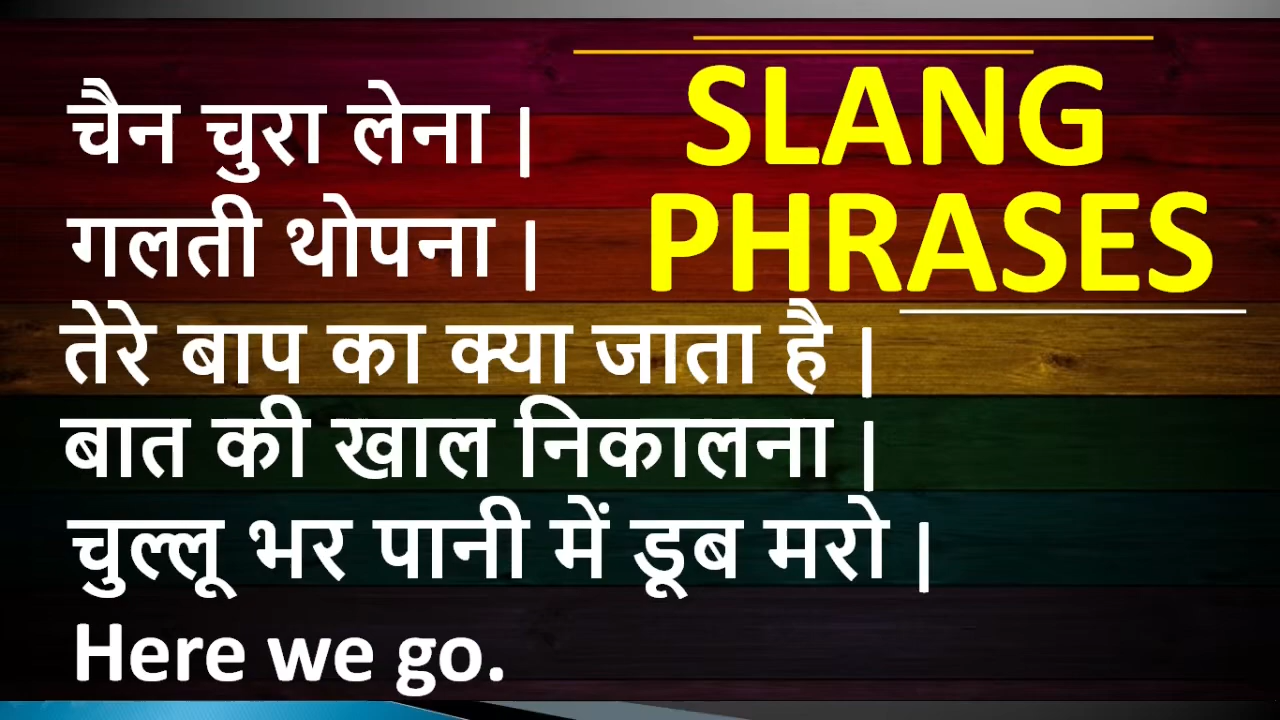 SLANG
PHRASES
चैन चुरा लेना |
गलती थोपना |
तेरे बाप का क्या जाता है |
बात की खाल निकालना |
चुल्लू भर पानी में डूब मरो |
Here we go.